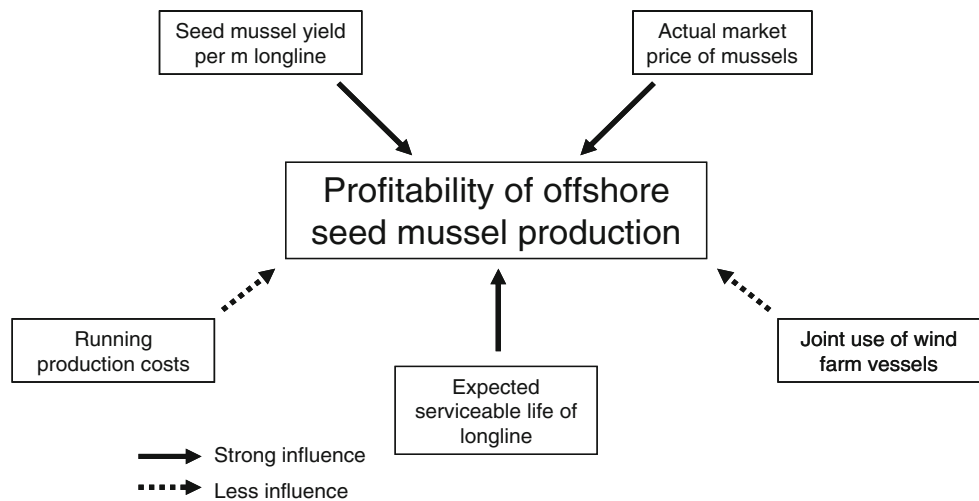 Seed mussel yield
per m longline
Actual market
price of mussels
Profitability of offshore
seed mussel production
Running
production costs
Expected
serviceable life of
longline
Joint use of wind
farm vessels
Strong influence
Less influence